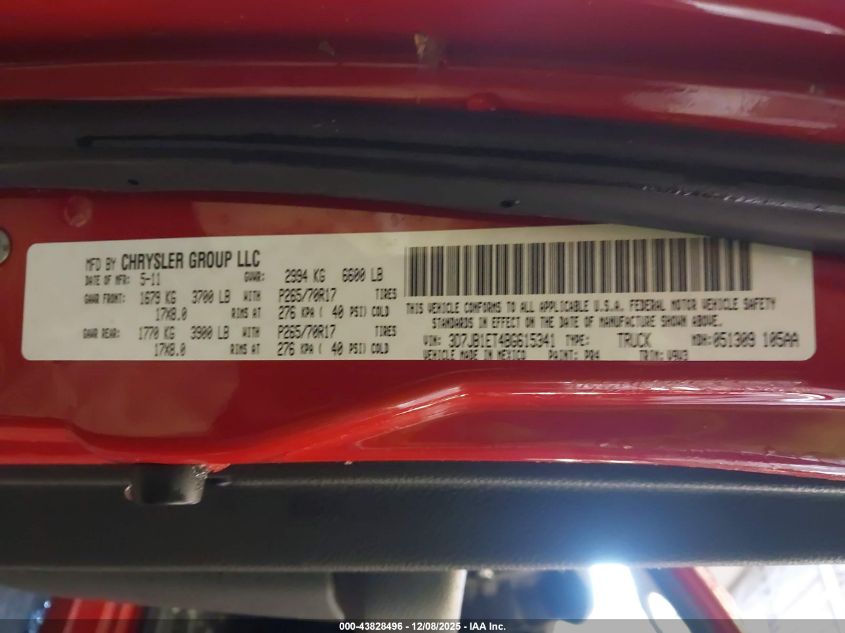 MFD BY CHRYSLER GROUP LLC
DATE OF MFR: 5-11 GVWR: 2994 KG 6600 LB
GAWR FRONT: 1679 KG 3700 LB WITH P265/70R17 TIRES
17X8.0 RIMS AT 276 KPA ( 40 PSI) COLD
GAWR REAR: 1770 KG 3900 LB WITH P265/70R17 TIRES
17X8.0 RIMS AT 276 KPA ( 40 PSI) COLD
THIS VEHICLE CONFORMS TO ALL APPLICABLE U.S.A. FEDERAL MOTOR VEHICLE SAFETY
STANDARDS IN EFFECT ON THE DATE OF MANUFACTURE SHOWN ABOVE.
VIN: 3D7JB1ET4BG615341 TYPE: TRUCK MDH: 051309 105AA
VEHICLE MADE IN MEXICO PAINT: PR4 TRIM: V9V3
000-43828496 - 12/08/2025 - IAA Inc.